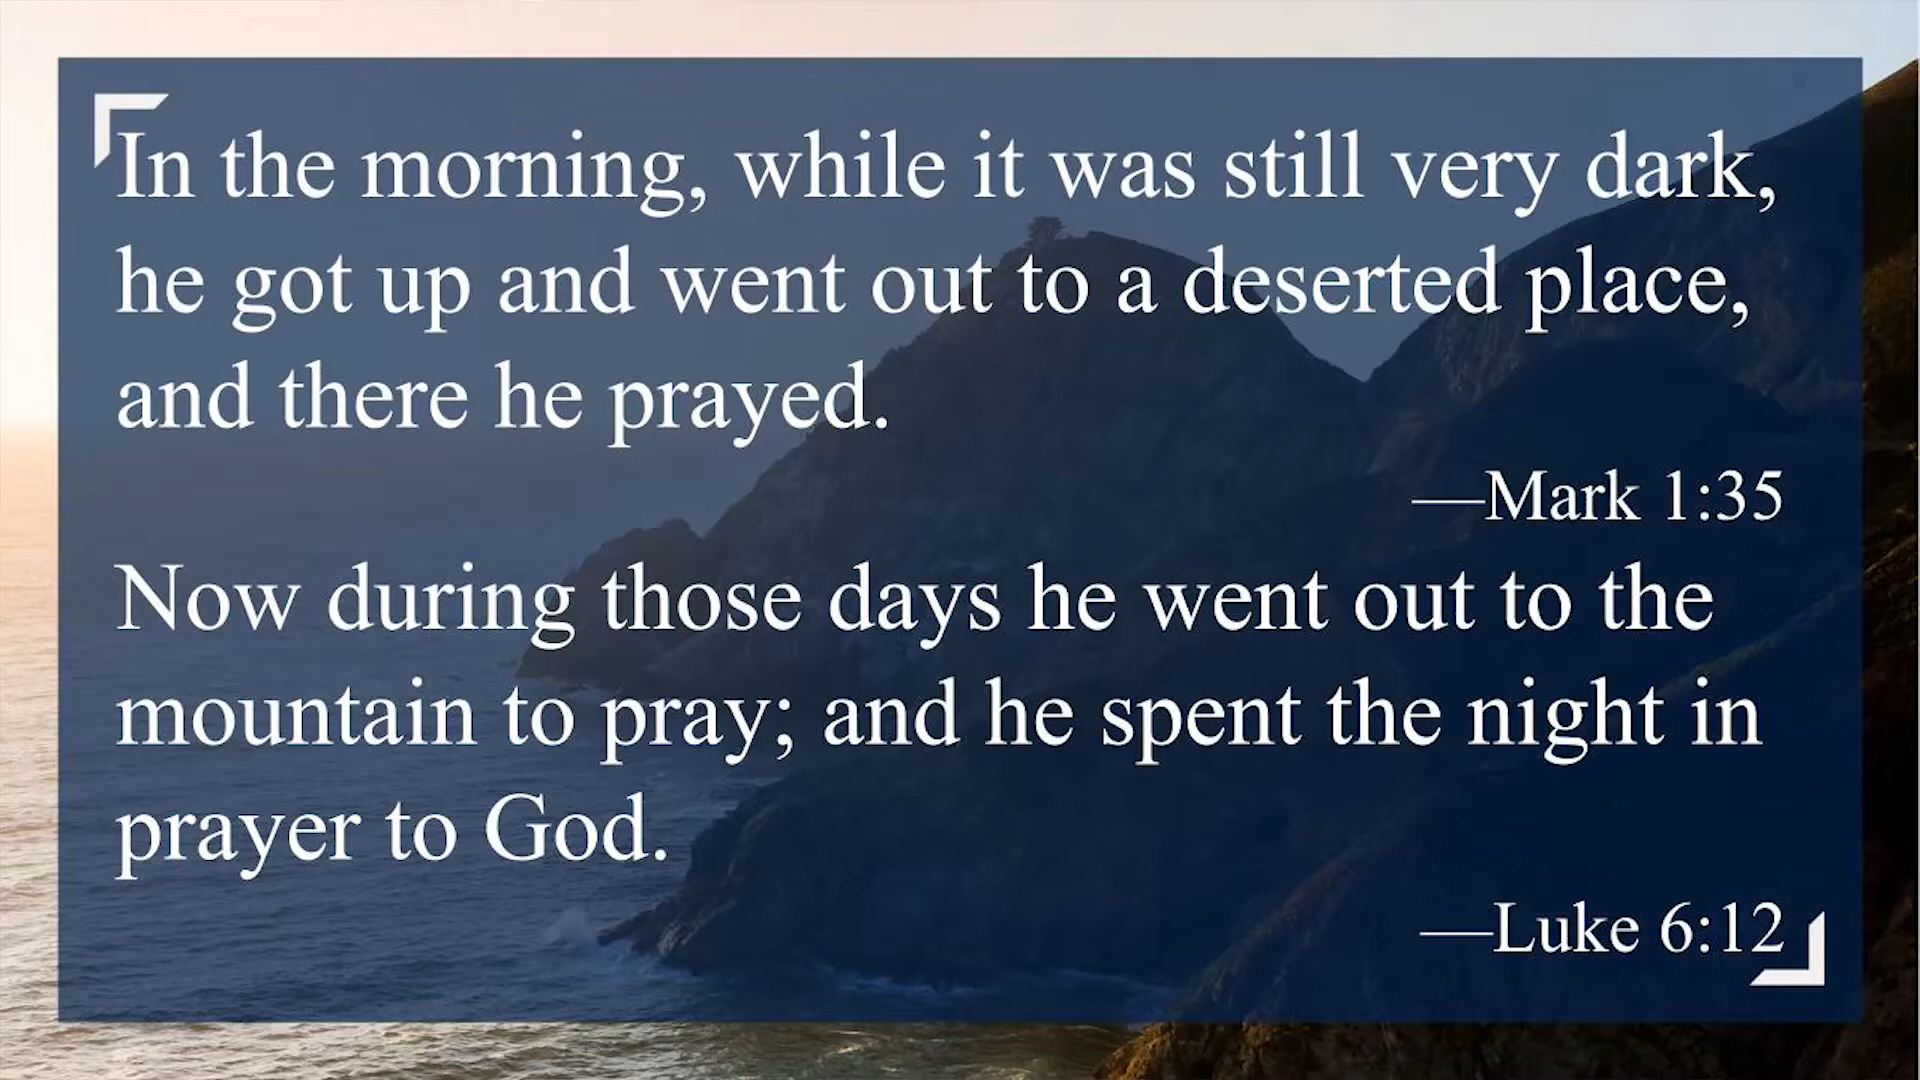 In the morning, while it was still very dark,
he got up and went out to a deserted place,
and there he prayed.
—Mark 1:35
Now during those days he went out to the
mountain to pray; and he spent the night in
prayer to God.
—Luke 6:12